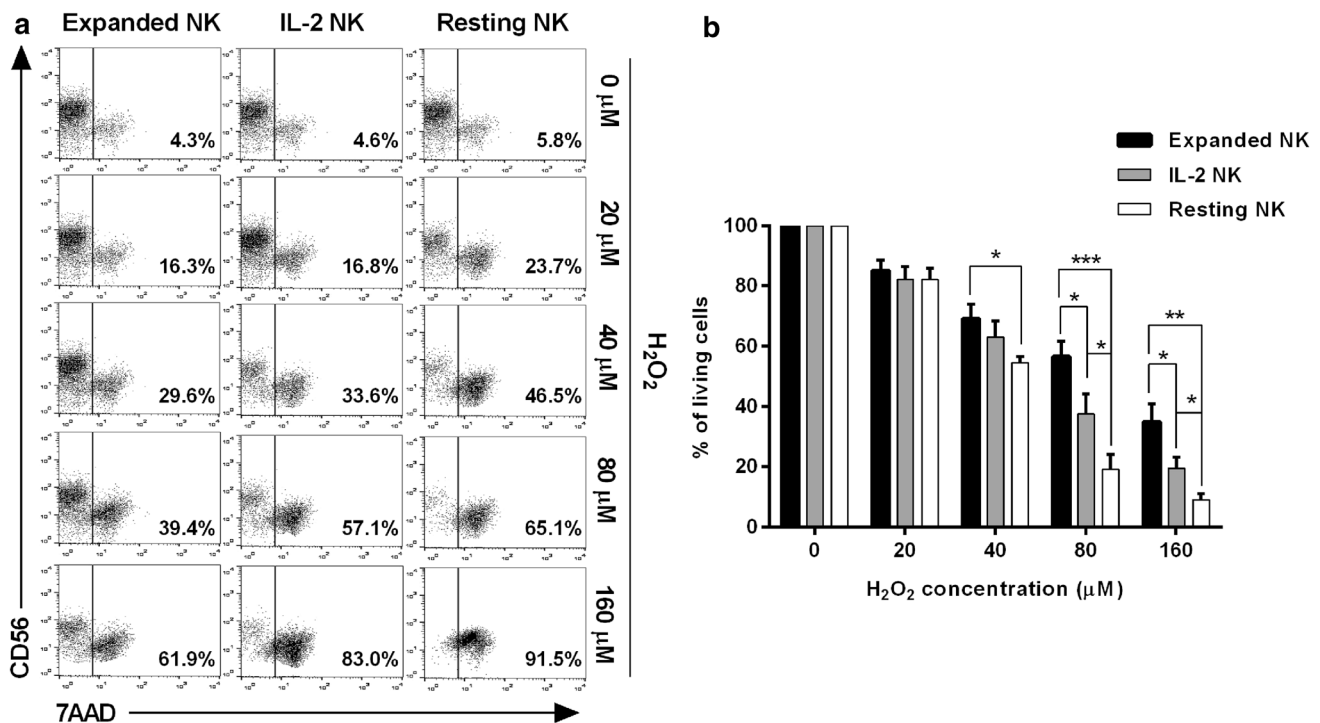 a
Expanded NK IL-2 NK Resting NK
4.3% 4.6% 5.8% 0 μM
16.3% 16.8% 23.7% 20 μM
29.6% 33.6% 46.5% 40 μM
39.4% 57.1% 65.1% 80 μM
61.9% 83.0% 91.5% 160 μM
H₂O₂
CD56
7AAD
b
Expanded NK
IL-2 NK
Resting NK
% of living cells
100
80
60
40
20
0
*
***
*
*
**
*
*
0 20 40 80 160
H₂O₂ concentration (μM)